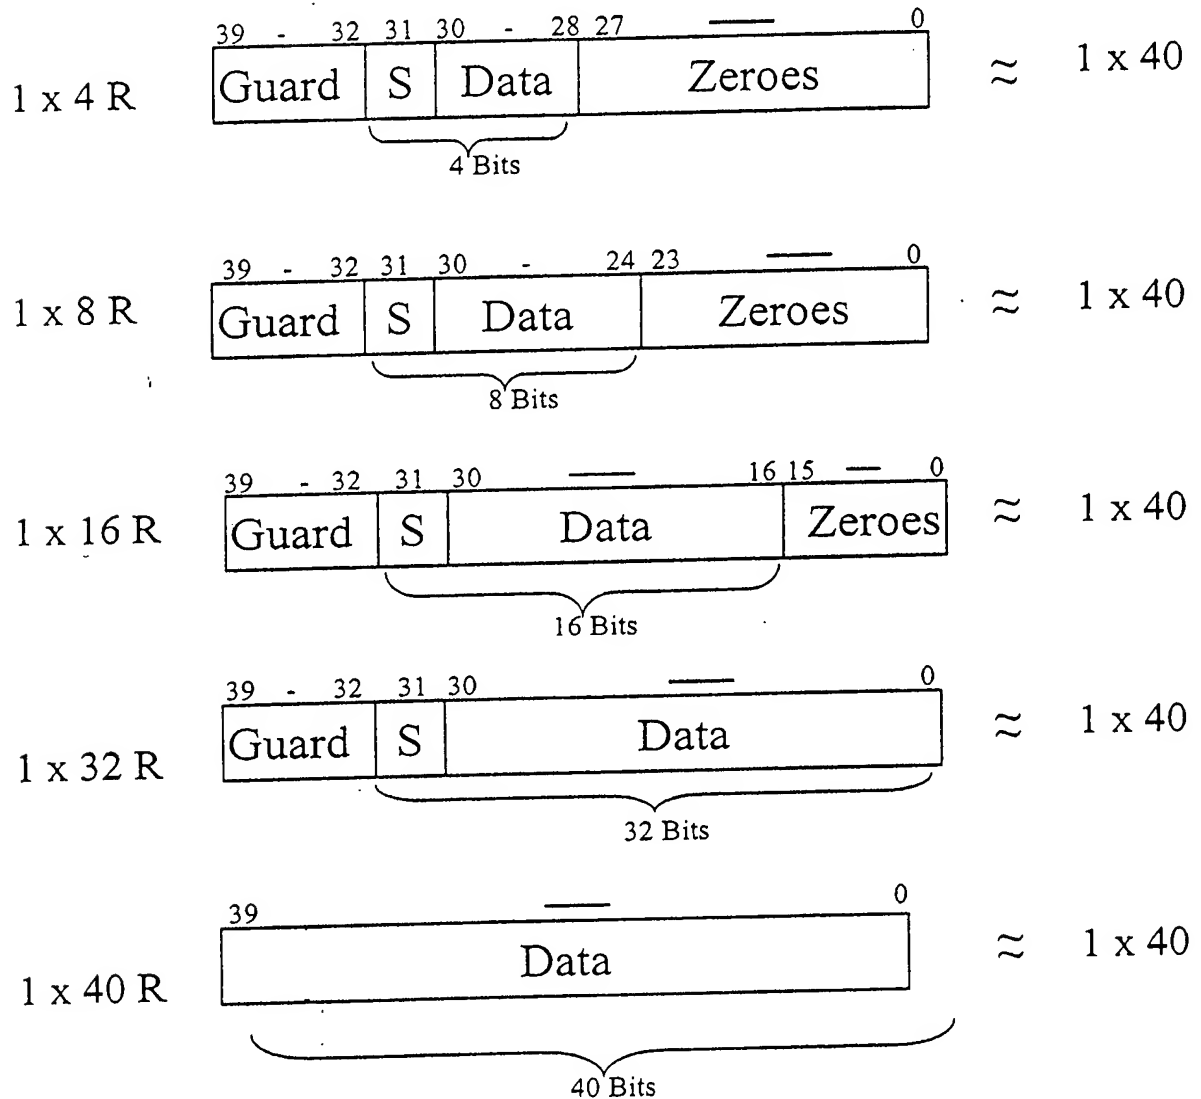 39 - 32 31 30 - 28 27 — 0
1 x 4 R Guard S Data Zeroes ≈ 1 x 40
4 Bits
39 - 32 31 30 - 24 23 — 0
1 x 8 R Guard S Data Zeroes ≈ 1 x 40
8 Bits
39 - 32 31 30 — 16 15 — 0
1 x 16 R Guard S Data Zeroes ≈ 1 x 40
16 Bits
39 - 32 31 30 — 0
1 x 32 R Guard S Data ≈ 1 x 40
32 Bits
39 — 0
1 x 40 R Data ≈ 1 x 40
40 Bits